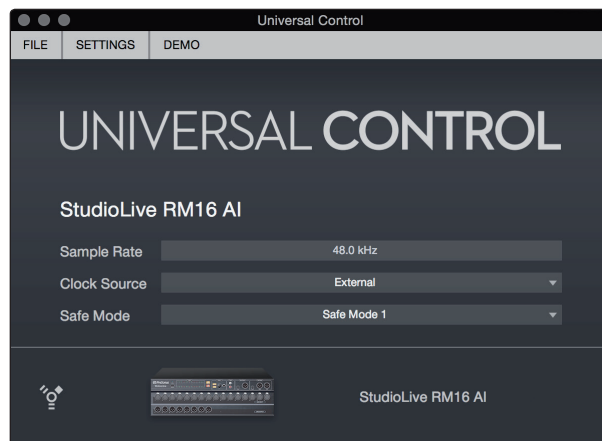 Universal Control
FILE SETTINGS DEMO
UNIVERSAL CONTROL
StudioLive RM16 AI
Sample Rate 48.0 kHz
Clock Source External
Safe Mode Safe Mode 1
StudioLive RM16 AI